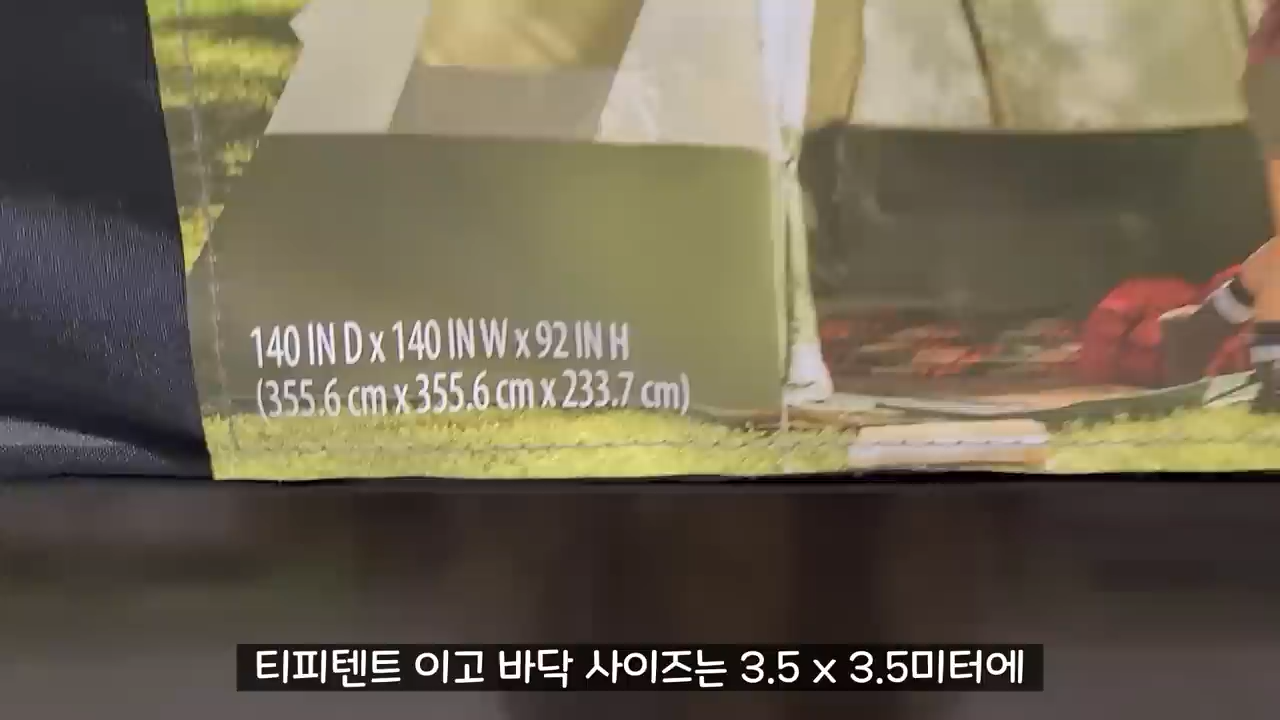 140 IN D x 140 IN W x 92 IN H
(355.6 cm x 355.6 cm x 233.7 cm)
티피텐트 이고 바닥 사이즈는 3.5 x 3.5미터에